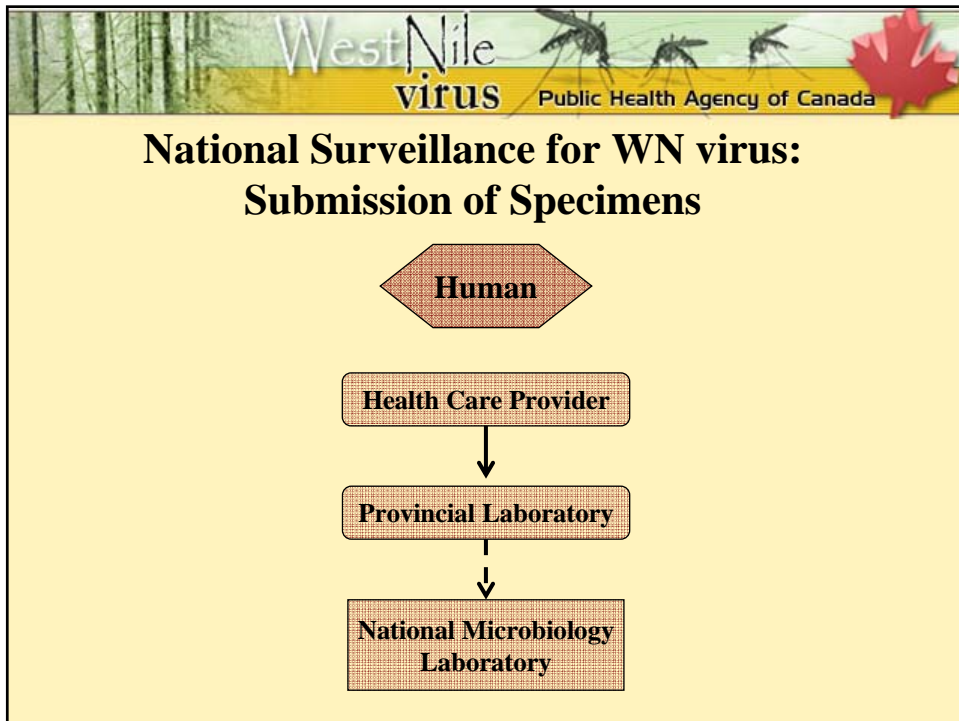 West Nile
virus Public Health Agency of Canada
National Surveillance for WN virus:
Submission of Specimens
Human
Health Care Provider
Provincial Laboratory
National Microbiology
Laboratory